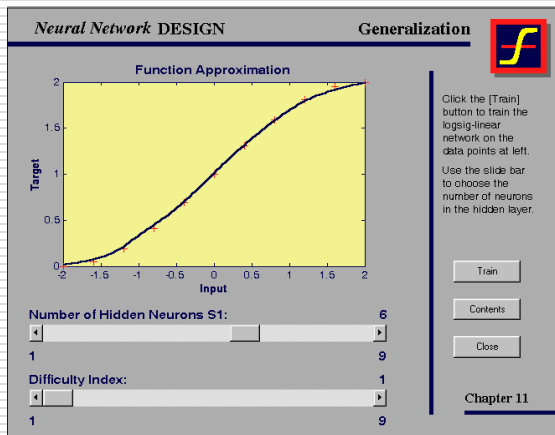 Neural Network DESIGN
Generalization
Function Approximation
2
1.5
1
0.5
0
Target
-2
-1.5
-1
-0.5
0
0.5
1
1.5
2
Input
Click the [Train]
button to train the
logsig-linear
network on the
data points at left.
Use the slide bar
to choose the
number of neurons
in the hidden layer.
Train
Contents
Close
Number of Hidden Neurons S1:
6
1
9
Difficulty Index:
1
1
9
Chapter 11